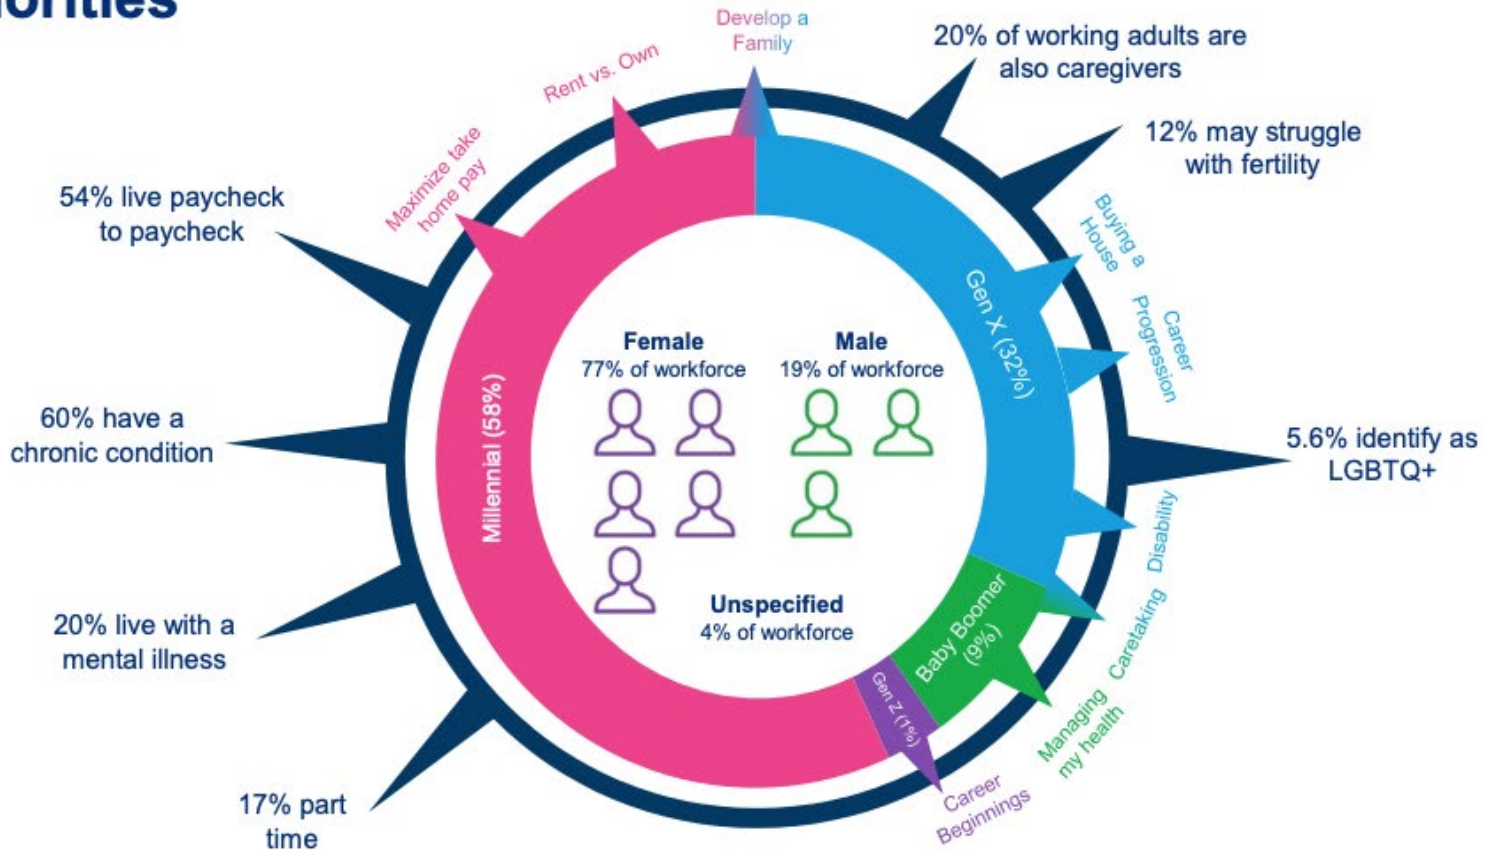 Develop a
Family
20% of working adults are
also caregivers
Rent vs. Own
12% may struggle
with fertility
Maximize take
home pay
54% live paycheck
to paycheck
Buying a
House
Career
Progression
Gen X (32%)
Female
77% of workforce
Male
19% of workforce
Millennial (58%)
60% have a
chronic condition
5.6% identify as
LGBTQ+
Disability
Unspecified
4% of workforce
Baby Boomer
(9%)
Caretaking
20% live with a
mental illness
Gen Z (1%)
Managing
my health
Career
Beginnings
17% part
time